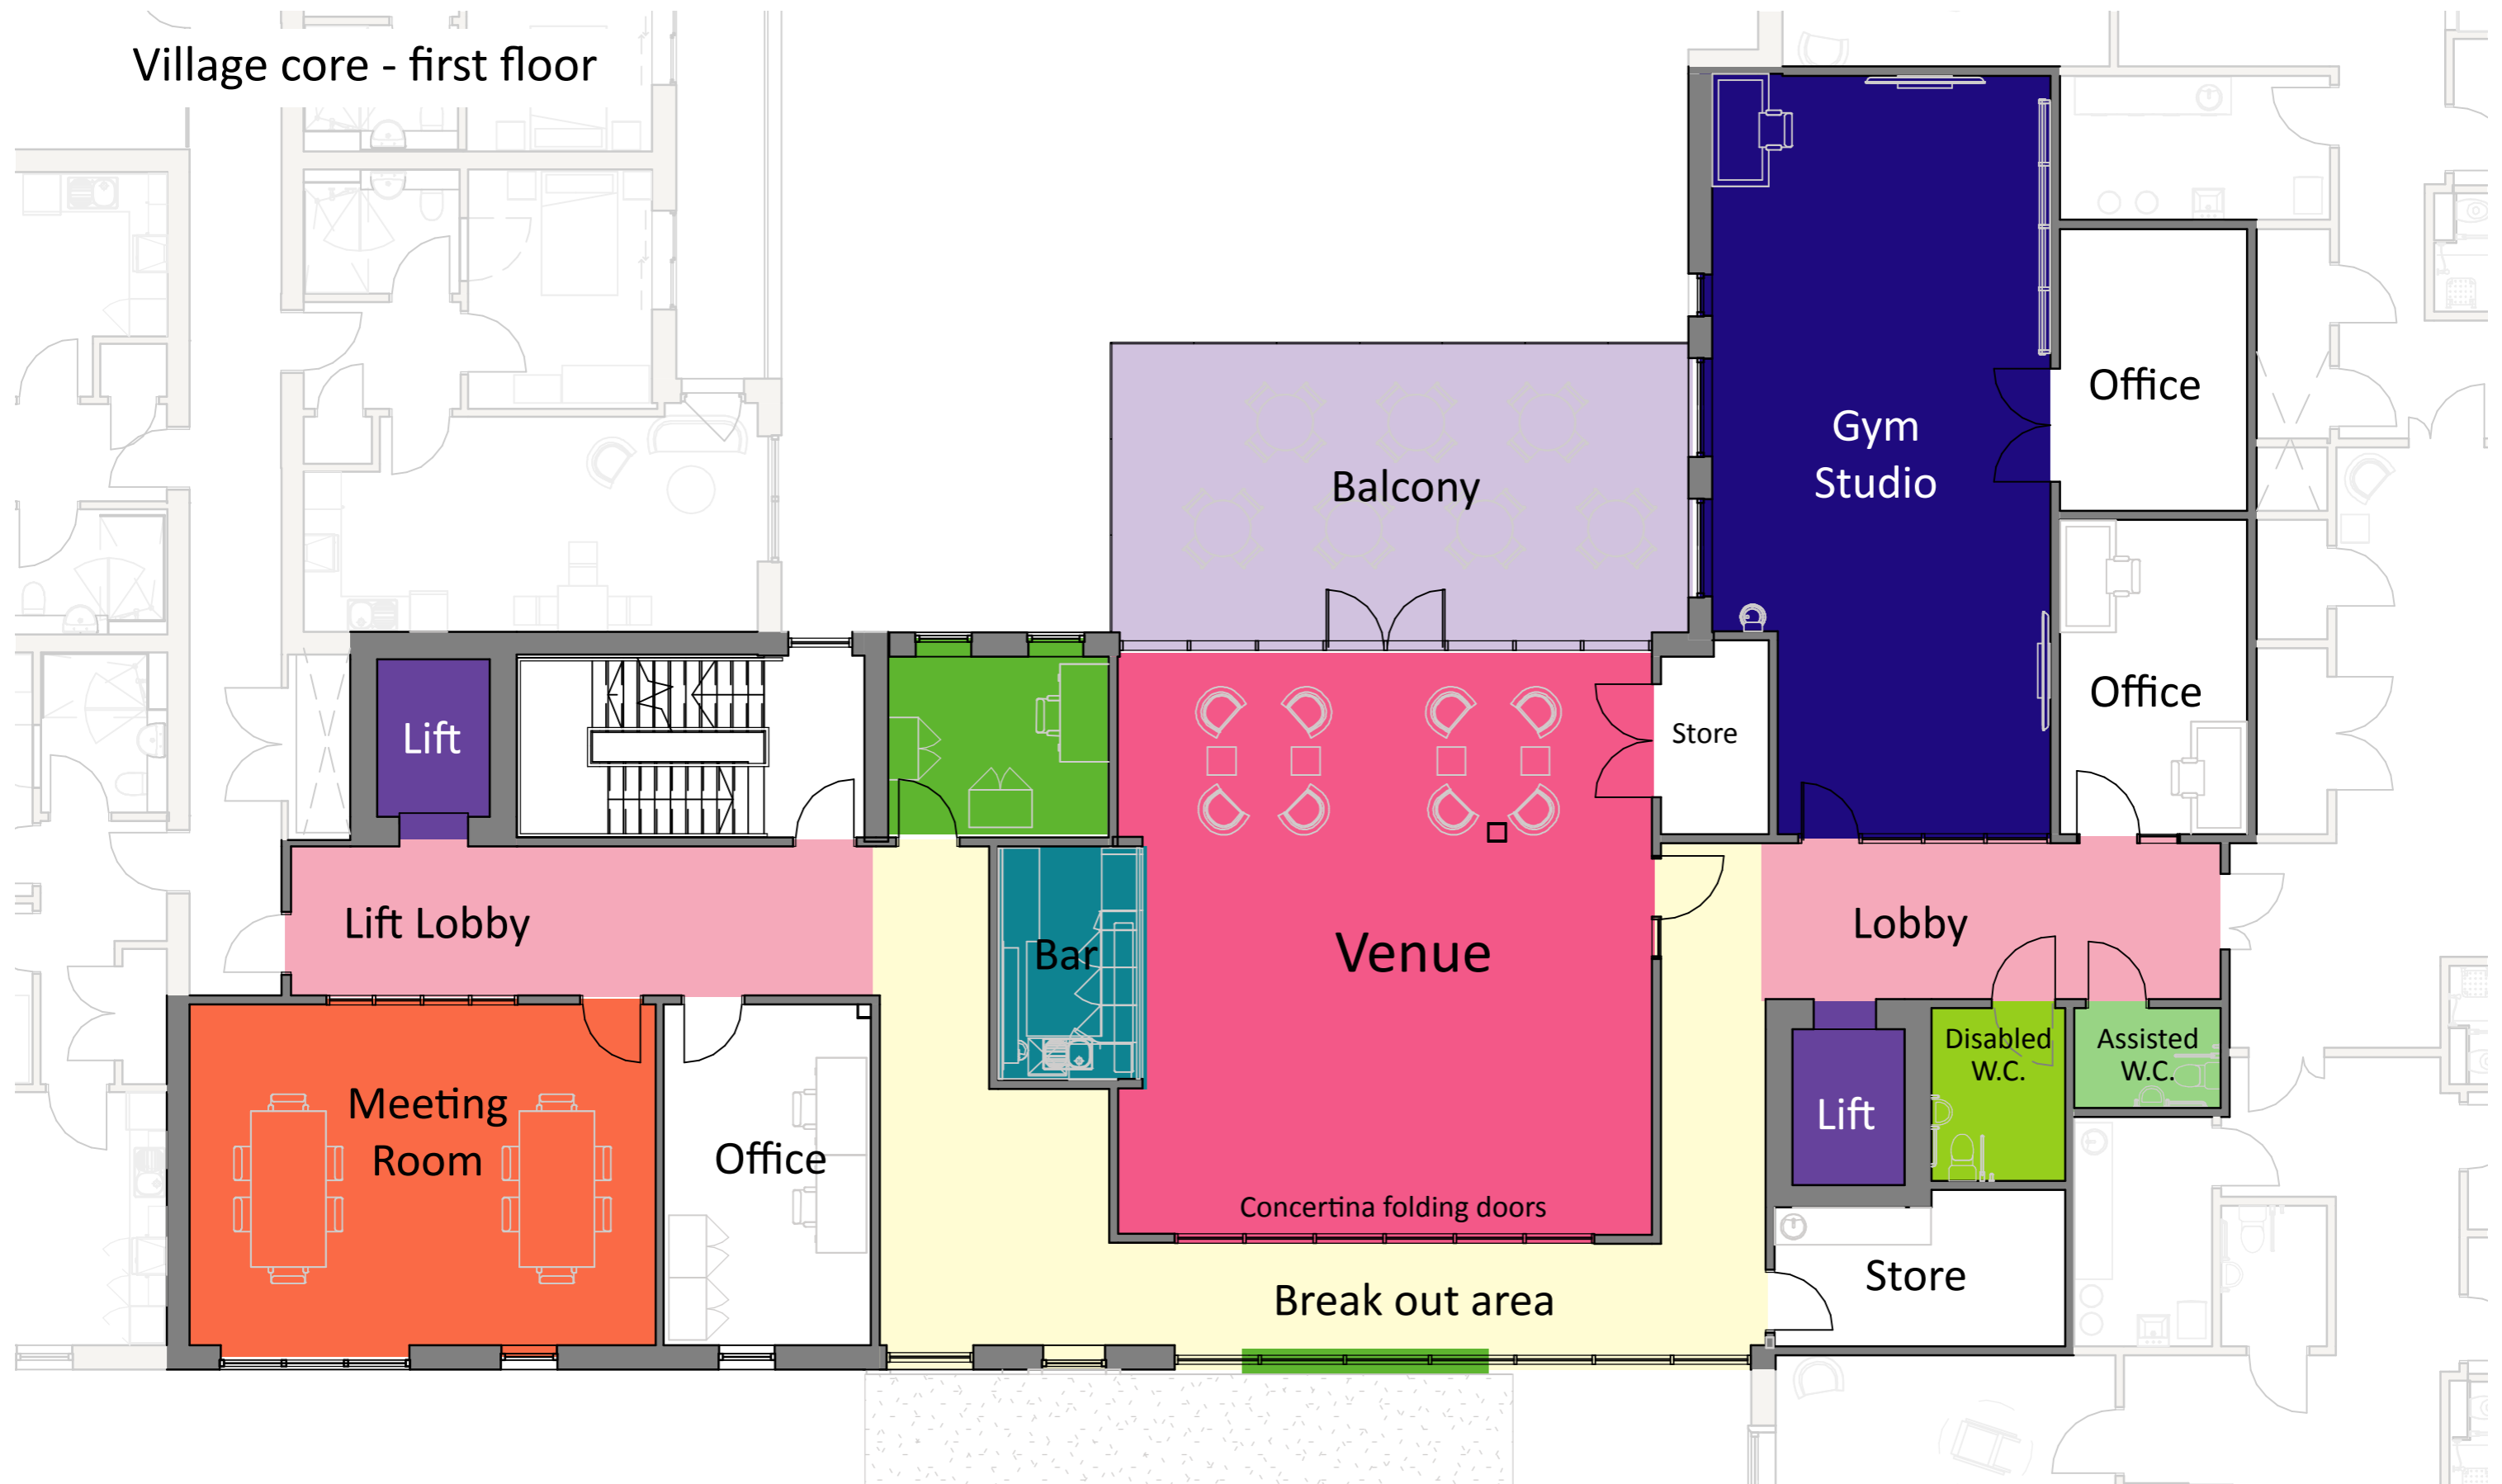 Village core - first floor
Gym
Studio
Office
Balcony
Office
Lift
Store
Lift Lobby
Bar
Venue
Lobby
Disabled
W.C.
Assisted
W.C.
Meeting
Room
Office
Lift
Concertina folding doors
Store
Break out area